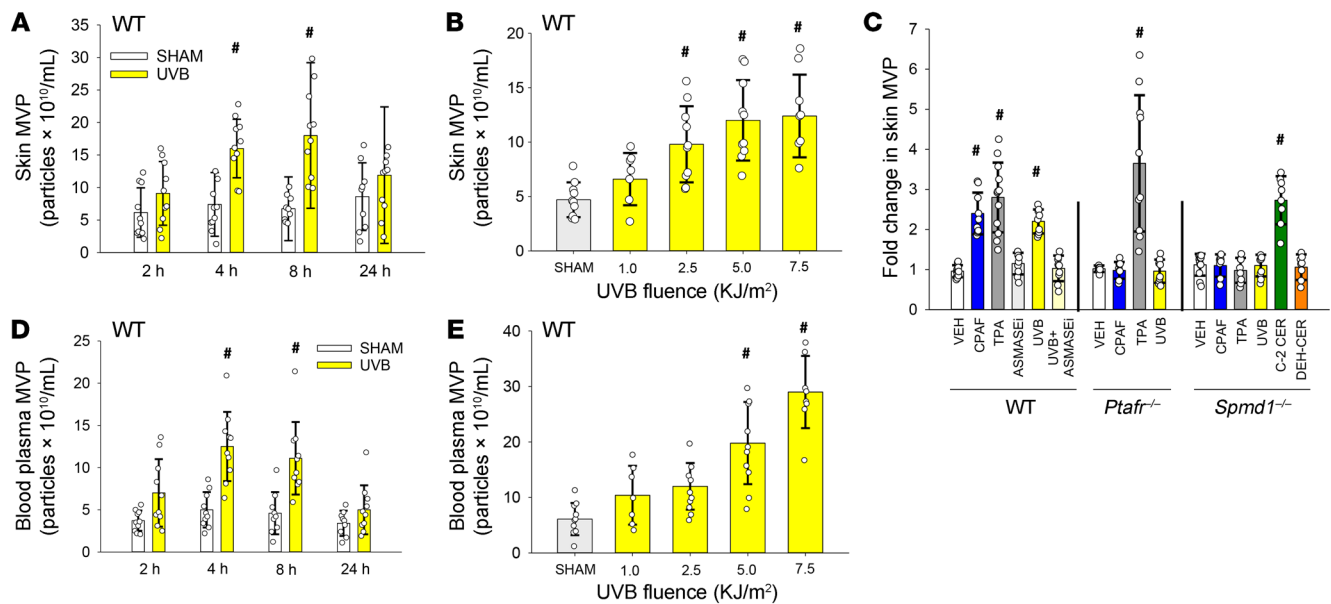 A
WT
Skin MVP
(particles × 10¹⁰/mL)
35
30
25
20
15
10
5
0
SHAM
UVB
#
#
2 h
4 h
8 h
24 h
B
WT
Skin MVP
(particles × 10¹⁰/mL)
20
15
10
5
0
#
#
#
SHAM
1.0
2.5
5.0
7.5
UVB fluence (KJ/m²)
C
Fold change in skin MVP
7
6
5
4
3
2
1
0
#
#
#
#
#
VEH
CPAF
TPA
ASMASEi
UVB
UVB+
ASMASEi
VEH
CPAF
TPA
UVB
VEH
CPAF
TPA
UVB
C-2 CER
DEH-CER
WT
Ptafr⁻/⁻
Spmd1⁻/⁻
D
WT
Blood plasma MVP
(particles × 10¹⁰/mL)
25
20
15
10
5
0
SHAM
UVB
#
#
2 h
4 h
8 h
24 h
E
WT
Blood plasma MVP
(particles × 10¹⁰/mL)
40
30
20
10
0
#
#
SHAM
1.0
2.5
5.0
7.5
UVB fluence (KJ/m²)